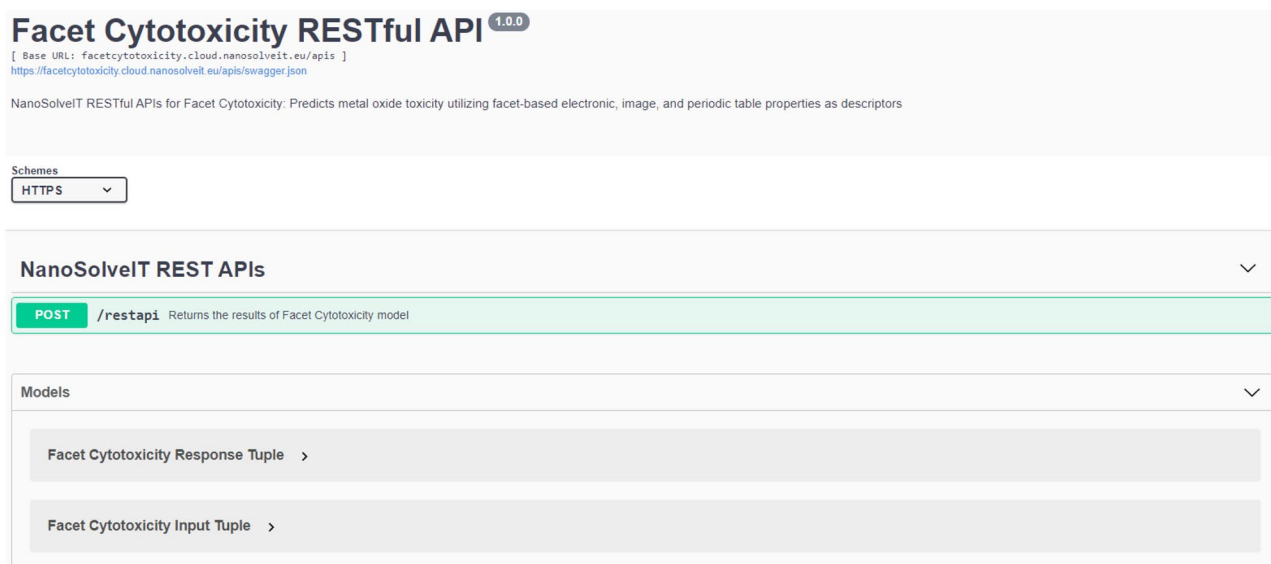 Facet Cytotoxicity RESTful API 1.0.0
[ Base URL: facetcytotoxicity.cloud.nanosolveit.eu/apis ]
https://facetcytotoxicity.cloud.nanosolveit.eu/apis/swagger.json
NanoSolveIT RESTful APIs for Facet Cytotoxicity: Predicts metal oxide toxicity utilizing facet-based electronic, image, and periodic table properties as descriptors
Schemes
HTTPS
NanoSolveIT REST APIs
POST /restapi Returns the results of Facet Cytotoxicity model
Models
Facet Cytotoxicity Response Tuple
Facet Cytotoxicity Input Tuple